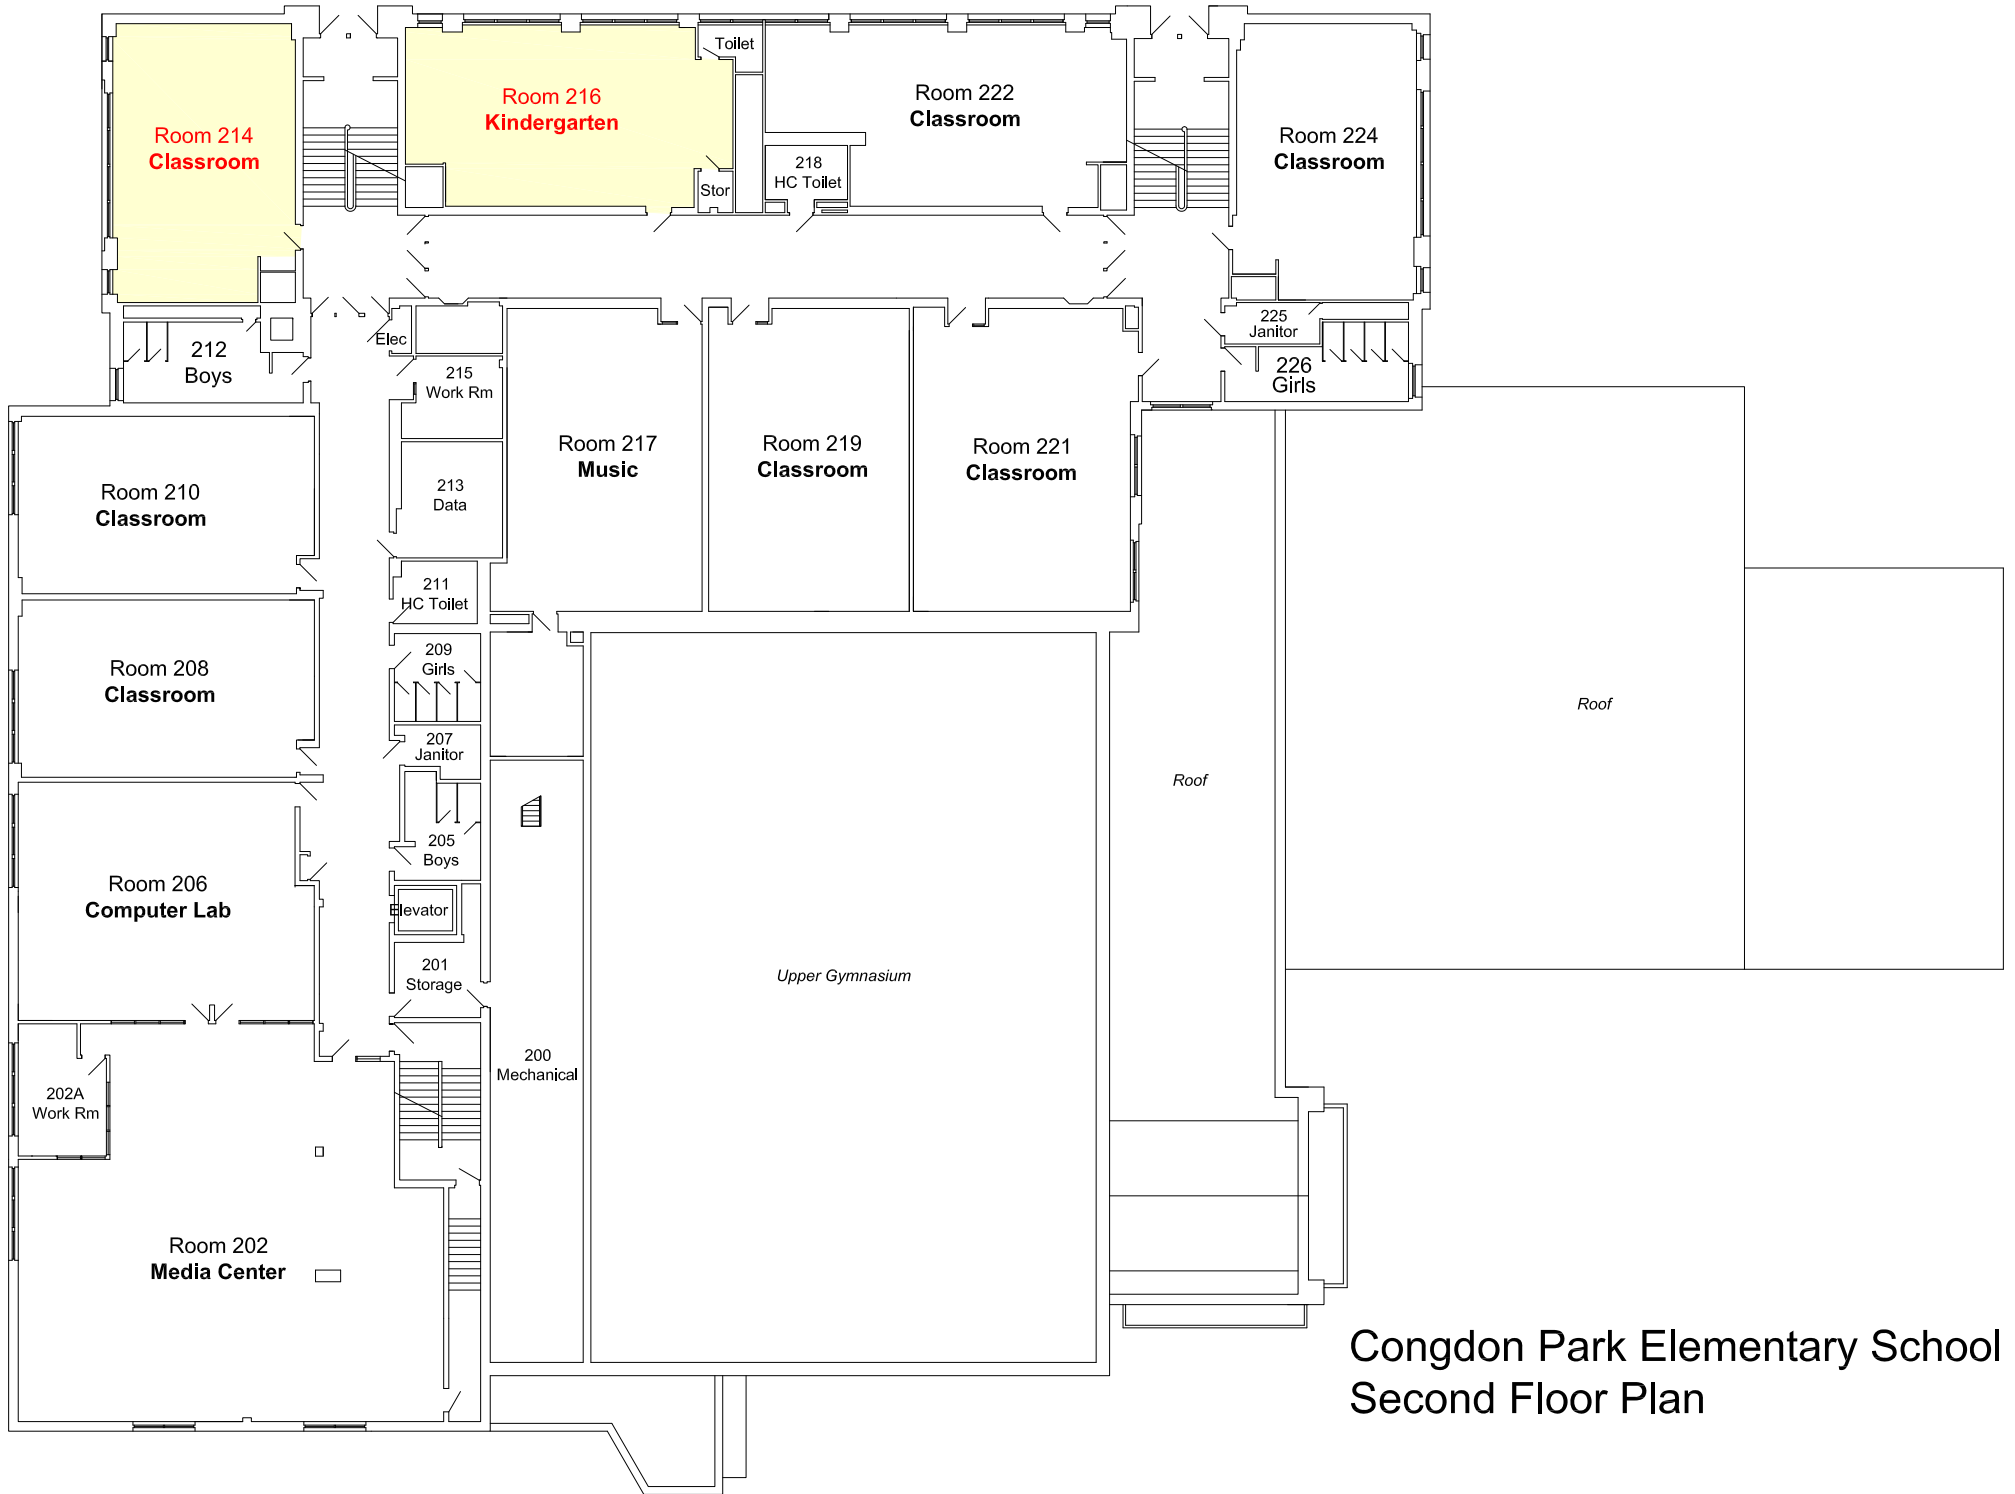 Toilet
Room 216
Kindergarten
Room 222
Classroom
Room 214
Classroom
Room 224
Classroom
218
HC Toilet
Stor
225
Janitor
Elec
212
Boys
215
Work Rm
226
Girls
Room 217
Music
Room 219
Classroom
Room 221
Classroom
Room 210
Classroom
213
Data
211
HC Toilet
209
Girls
Room 208
Classroom
Roof
207
Janitor
Roof
205
Boys
Room 206
Computer Lab
Elevator
201
Storage
Upper Gymnasium
200
Mechanical
202A
Work Rm
Room 202
Media Center
Congdon Park Elementary School
Second Floor Plan